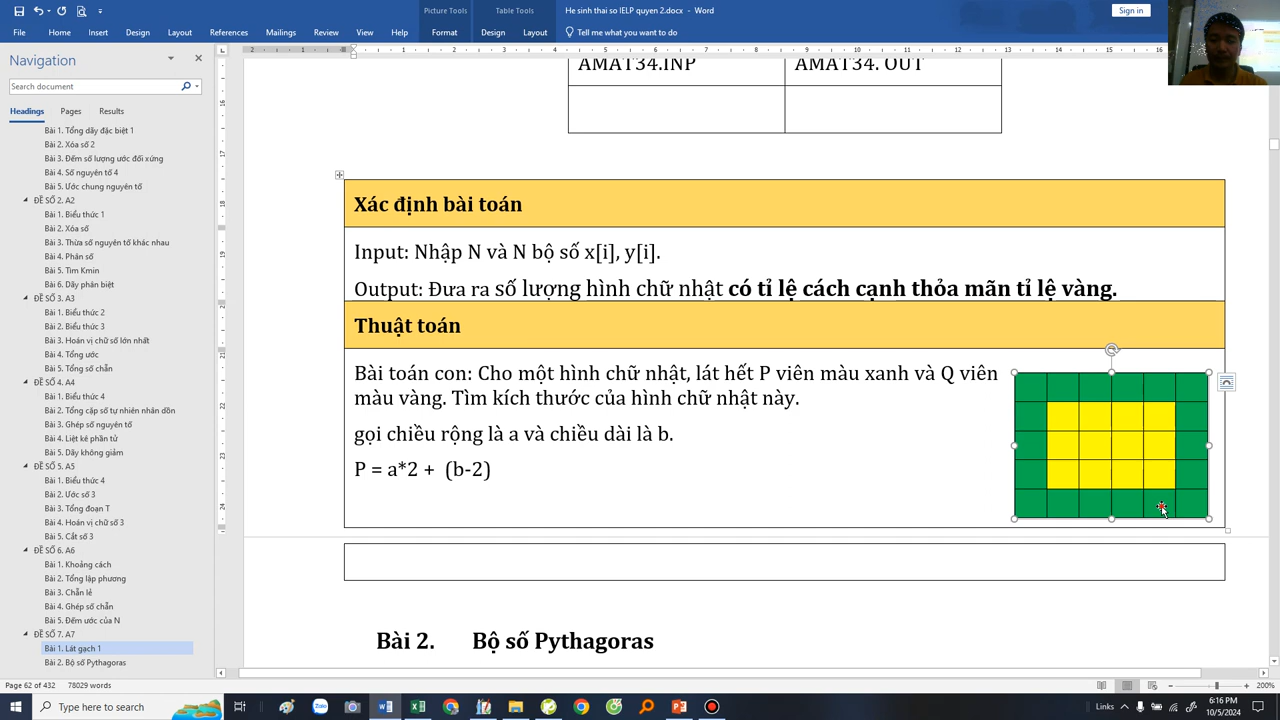 Picture Tools
Table Tools
He sinh thai so IELP quyen 2.docx - Word
Sign in
File
Home
Insert
Design
Layout
References
Mailings
Review
View
Help
Format
Design
Layout
Tell me what you want to do
Navigation
Search document
Headings
Pages
Results
Bài 1. Tổng dãy đặc biệt 1
Bài 2. Xóa số 2
Bài 3. Đếm số lượng ước đối xứng
Bài 4. Số nguyên tố 4
Bài 5. Ước chung nguyên tố
ĐỀ SỐ 2. A2
Bài 1. Biểu thức 1
Bài 2. Xóa số
Bài 3. Thừa số nguyên tố khác nhau
Bài 4. Phân số
Bài 5. Tìm Kmin
Bài 6. Dãy phân biệt
ĐỀ SỐ 3. A3
Bài 1. Biểu thức 2
Bài 2. Biểu thức 3
Bài 3. Hoán vị chữ số lớn nhất
Bài 4. Tổng ước
Bài 5. Tổng số chẵn
ĐỀ SỐ 4. A4
Bài 1. Biểu thức 4
Bài 2. Tổng cặp số tự nhiên nhân dồn
Bài 3. Ghép số nguyên tố
Bài 4. Liệt kê phần tử
Bài 5. Dãy không giảm
ĐỀ SỐ 5. A5
Bài 1. Biểu thức 4
Bài 2. Ước số 3
Bài 3. Tổng đoạn T
Bài 4. Hoán vị chữ số 3
Bài 5. Cắt số 3
ĐỀ SỐ 6. A6
Bài 1. Khoảng cách
Bài 2. Tổng lập phương
Bài 3. Chẵn lẻ
Bài 4. Ghép số chẵn
Bài 5. Đếm ước của N
ĐỀ SỐ 7. A7
Bài 1. Lát gạch 1
Bài 2. Bộ số Pythagoras
AMAT34.INP
AMAT34. OUT
Xác định bài toán
Input: Nhập N và N bộ số x[i], y[i].
Output: Đưa ra số lượng hình chữ nhật có tỉ lệ cách cạnh thỏa mãn tỉ lệ vàng.
Thuật toán
Bài toán con: Cho một hình chữ nhật, lát hết P viên màu xanh và Q viên
màu vàng. Tìm kích thước của hình chữ nhật này.
gọi chiều rộng là a và chiều dài là b.
P = a*2 + (b-2)
Bài 2. Bộ số Pythagoras
Page 62 of 432
78029 words
200%
Type here to search
Links
6:16 PM
10/5/2024